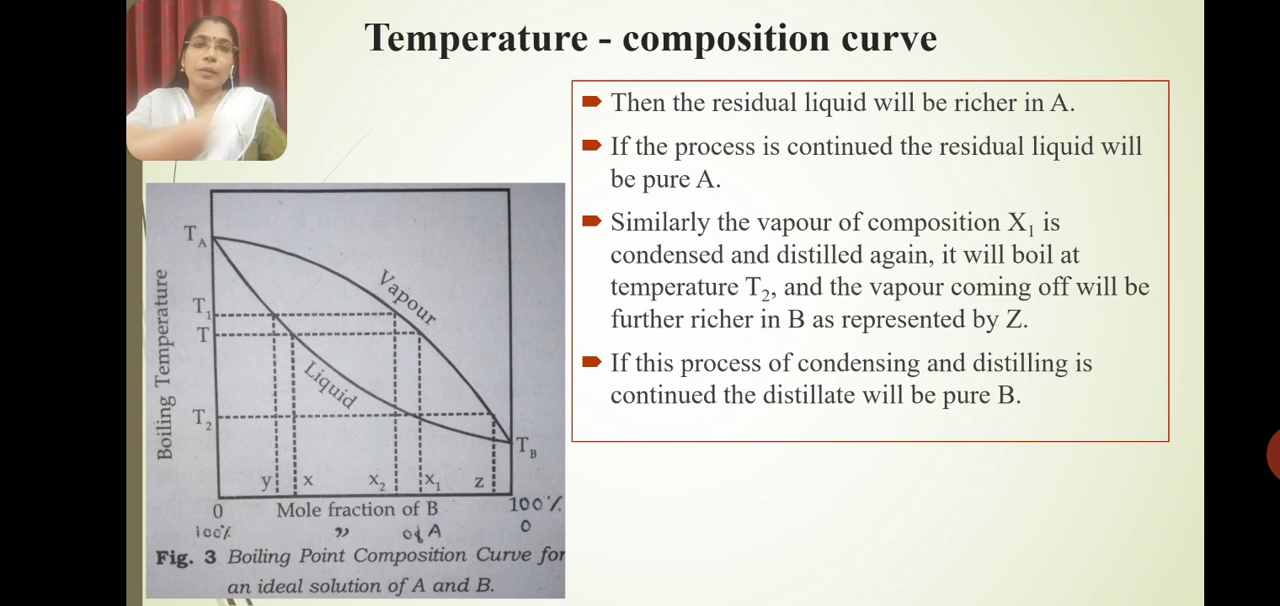 Temperature - composition curve
Then the residual liquid will be richer in A.
If the process is continued the residual liquid will
be pure A.
Similarly the vapour of composition X₁ is
condensed and distilled again, it will boil at
temperature T₂, and the vapour coming off will be
further richer in B as represented by Z.
If this process of condensing and distilling is
continued the distillate will be pure B.
Boiling Temperature
T_A
T₁
T
T₂
Vapour
Liquid
T_B
y x x₂ x₁ z
0 Mole fraction of B 100%
100% " of A 0
Fig. 3 Boiling Point Composition Curve for
an ideal solution of A and B.